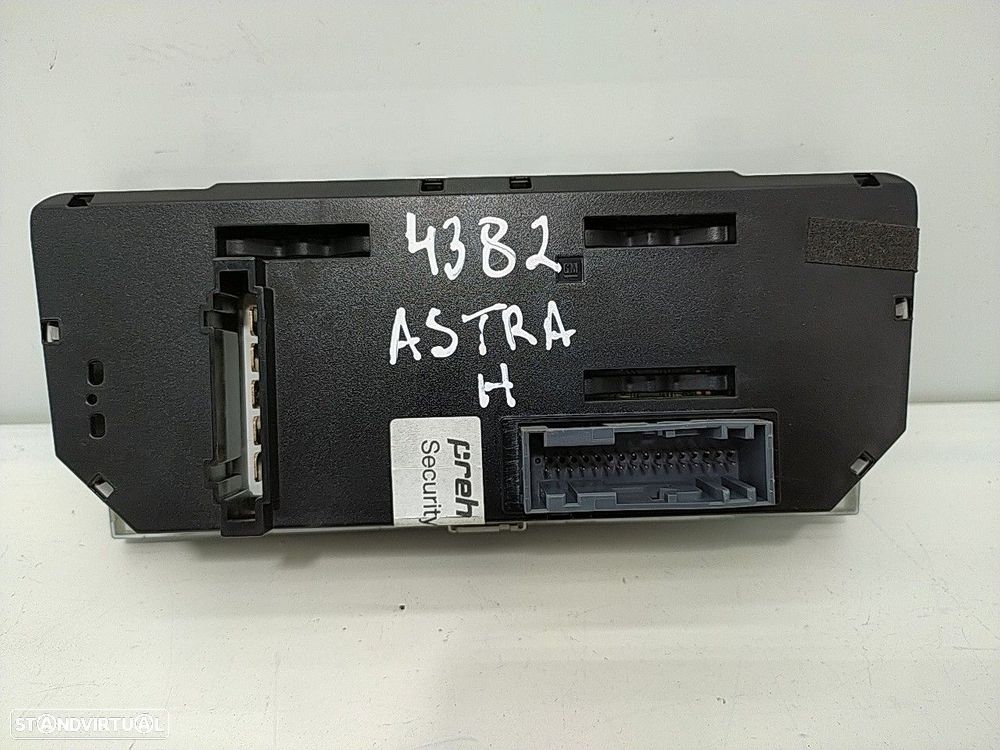 4382
GM
ASTRA
H
preh
Security
STANDVIRTUAL